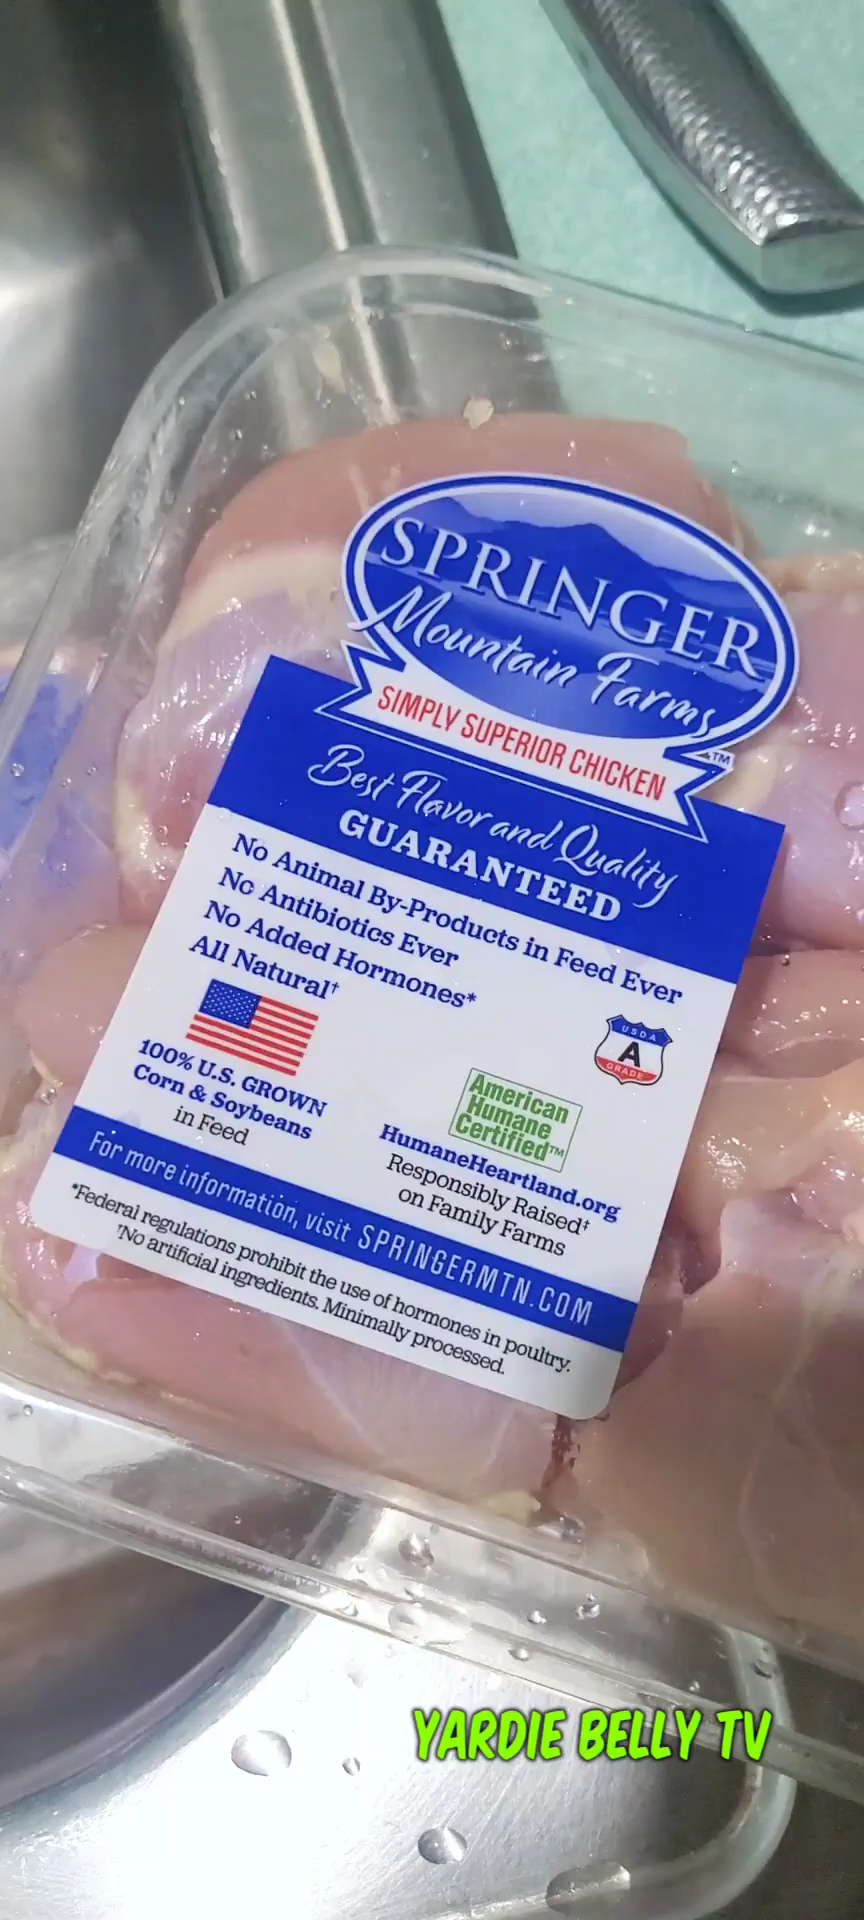 SPRINGER
Mountain Farms™
SIMPLY SUPERIOR CHICKEN
Best Flavor and Quality
GUARANTEED
No Animal By-Products in Feed Ever
No Antibiotics Ever
No Added Hormones*
All Natural†
USDA
A
GRADE
100% U.S. GROWN
Corn & Soybeans
in Feed
American
Humane
Certified™
HumaneHeartland.org
Responsibly Raised‡
on Family Farms
For more information, visit SPRINGERMTN.COM
*Federal regulations prohibit the use of hormones in poultry.
†No artificial ingredients. Minimally processed.
YARDIE BELLY TV